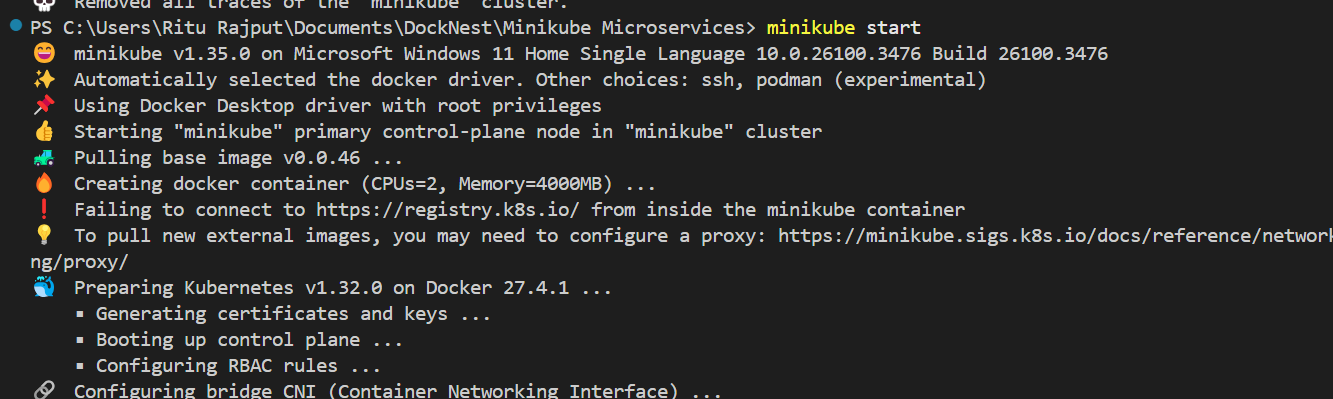 💀 Removed all traces of the "minikube" cluster.
PS C:\Users\Ritu Rajput\Documents\DockNest\Minikube Microservices> minikube start
😄 minikube v1.35.0 on Microsoft Windows 11 Home Single Language 10.0.26100.3476 Build 26100.3476
✨ Automatically selected the docker driver. Other choices: ssh, podman (experimental)
📌 Using Docker Desktop driver with root privileges
👍 Starting "minikube" primary control-plane node in "minikube" cluster
🚜 Pulling base image v0.0.46 ...
🔥 Creating docker container (CPUs=2, Memory=4000MB) ...
❗ Failing to connect to https://registry.k8s.io/ from inside the minikube container
💡 To pull new external images, you may need to configure a proxy: https://minikube.sigs.k8s.io/docs/reference/network
ng/proxy/
🐳 Preparing Kubernetes v1.32.0 on Docker 27.4.1 ...
▪ Generating certificates and keys ...
▪ Booting up control plane ...
▪ Configuring RBAC rules ...
🔗 Configuring bridge CNI (Container Networking Interface) ...